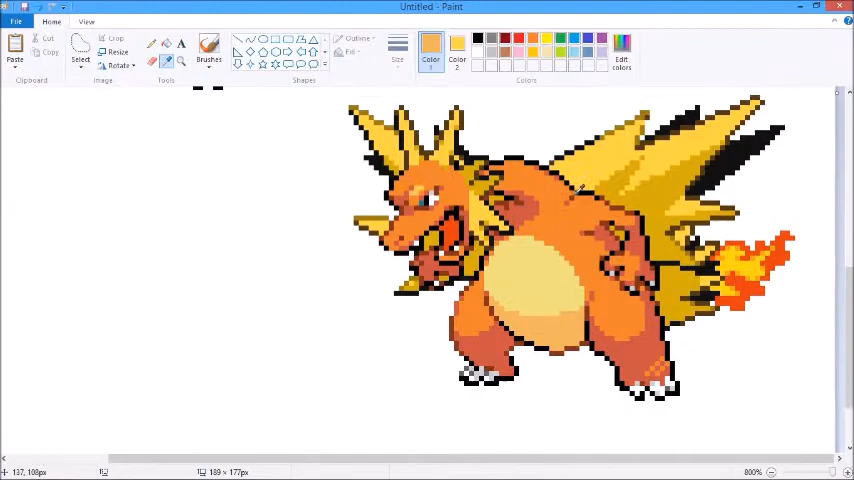 Untitled - Paint
File Home View
Paste
Cut
Copy
Clipboard
Select
Crop
Resize
Rotate
Image
Tools
Brushes
Shapes
Outline
Fill
Size
Color 1
Color 2
Edit colors
Colors
137, 108px
189 × 177px
800%